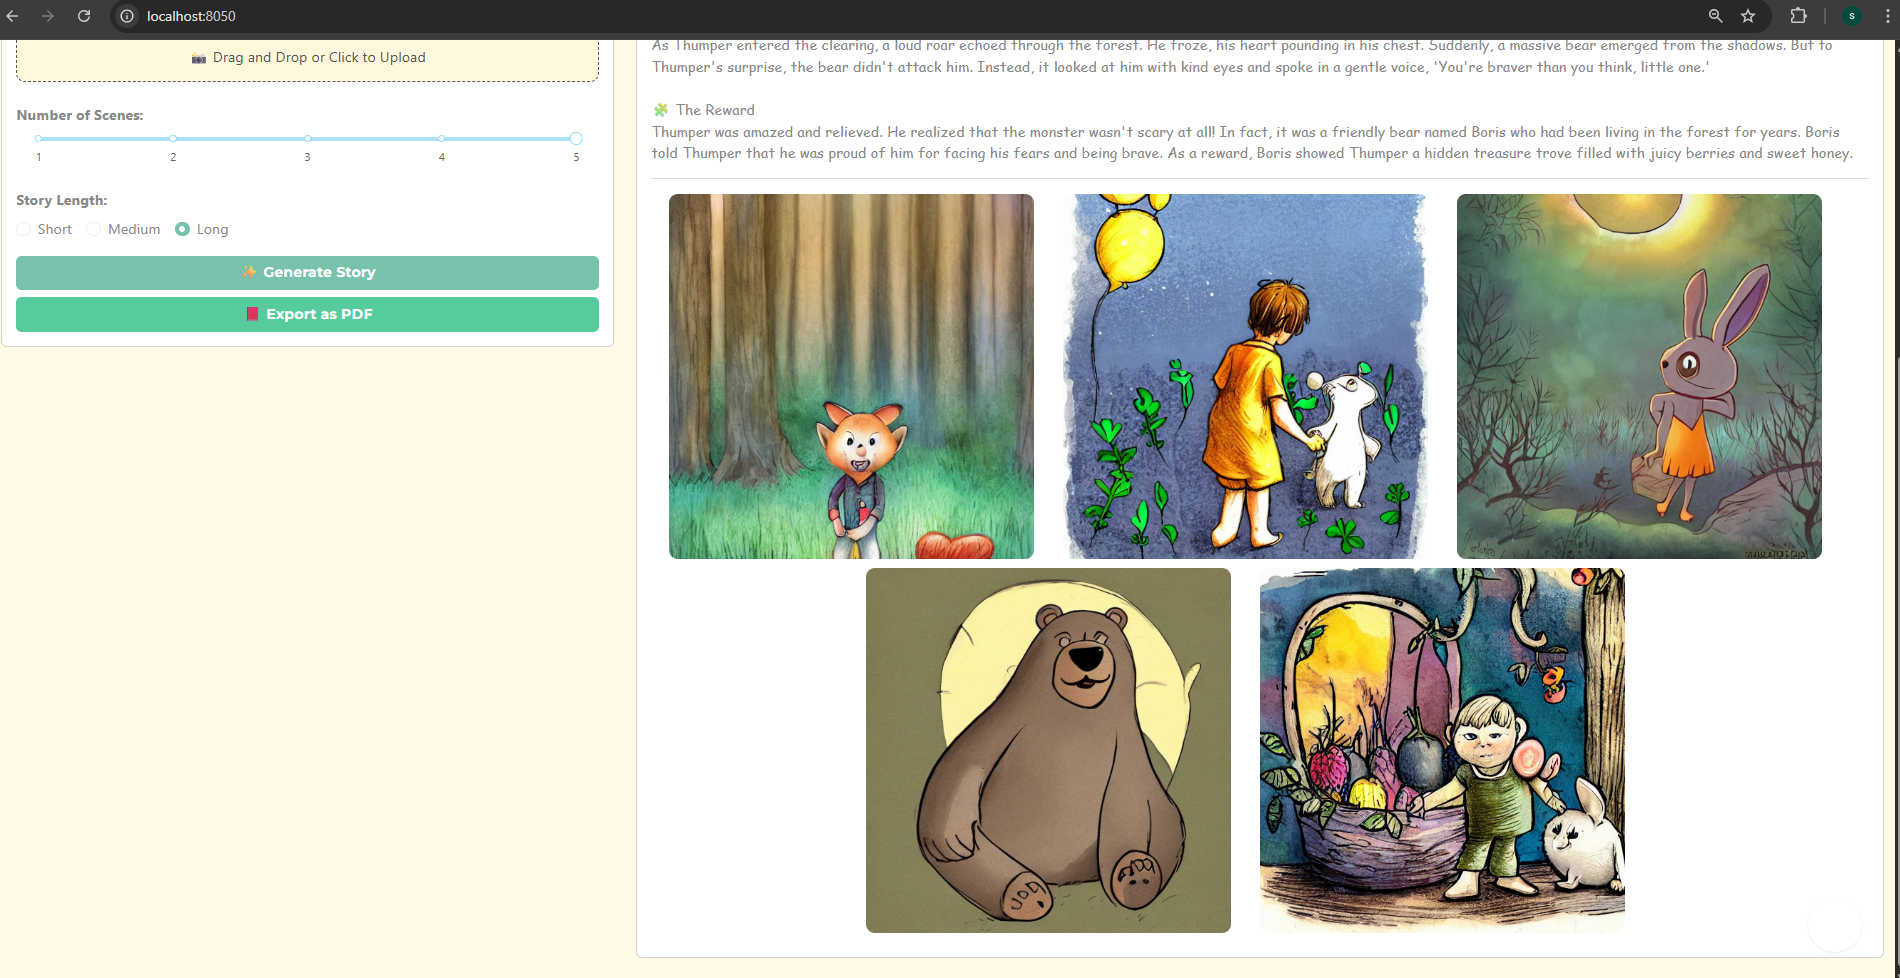 localhost:8050
S
Drag and Drop or Click to Upload
Number of Scenes:
1 2 3 4 5
Story Length:
Short Medium Long
Generate Story
Export as PDF
As Thumper entered the clearing, a loud roar echoed through the forest. He froze, his heart pounding in his chest. Suddenly, a massive bear emerged from the shadows. But to
Thumper's surprise, the bear didn't attack him. Instead, it looked at him with kind eyes and spoke in a gentle voice, 'You're braver than you think, little one.'
The Reward
Thumper was amazed and relieved. He realized that the monster wasn't scary at all! In fact, it was a friendly bear named Boris who had been living in the forest for years. Boris
told Thumper that he was proud of him for facing his fears and being brave. As a reward, Boris showed Thumper a hidden treasure trove filled with juicy berries and sweet honey.